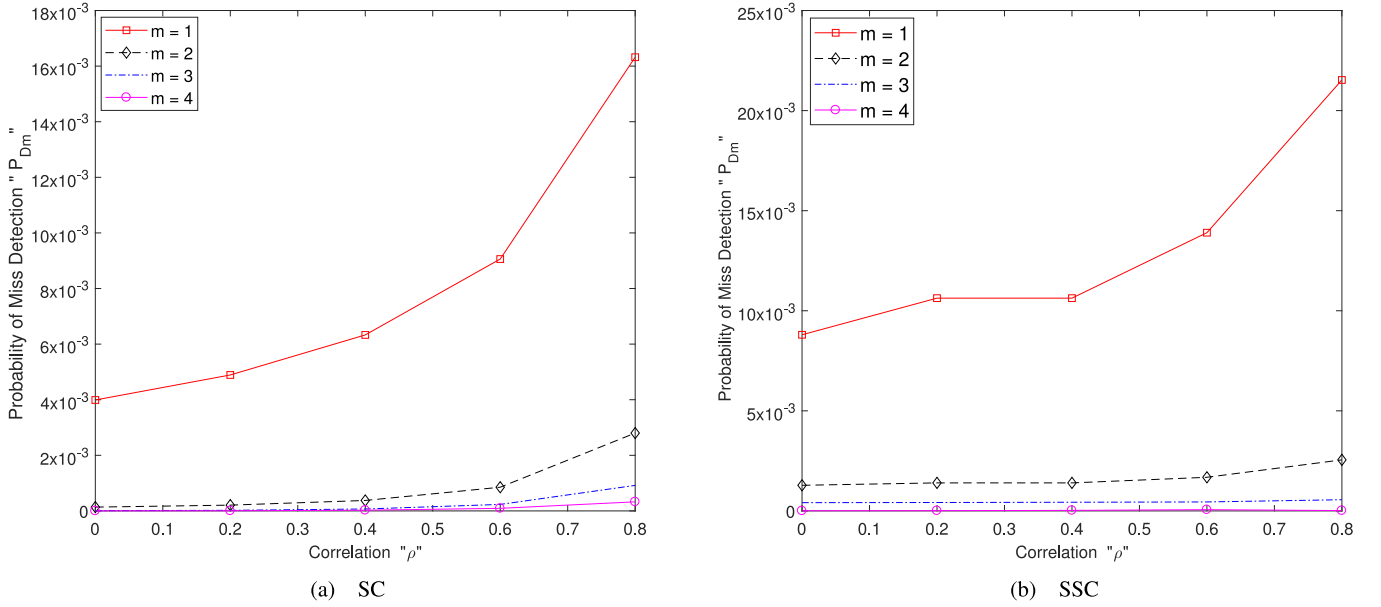 18x10-3
16x10-3
14x10-3
12x10-3
10x10-3
8x10-3
6x10-3
4x10-3
2x10-3
0
Probability of Miss Detection " PDm"
m = 1
m = 2
m = 3
m = 4
0 0.1 0.2 0.3 0.4 0.5 0.6 0.7 0.8
Correlation "ρ"
(a) SC
25x10-3
20x10-3
15x10-3
10x10-3
5x10-3
0
Probability of Miss Detection " PDm"
m = 1
m = 2
m = 3
m = 4
0 0.1 0.2 0.3 0.4 0.5 0.6 0.7 0.8
Correlation "ρ"
(b) SSC